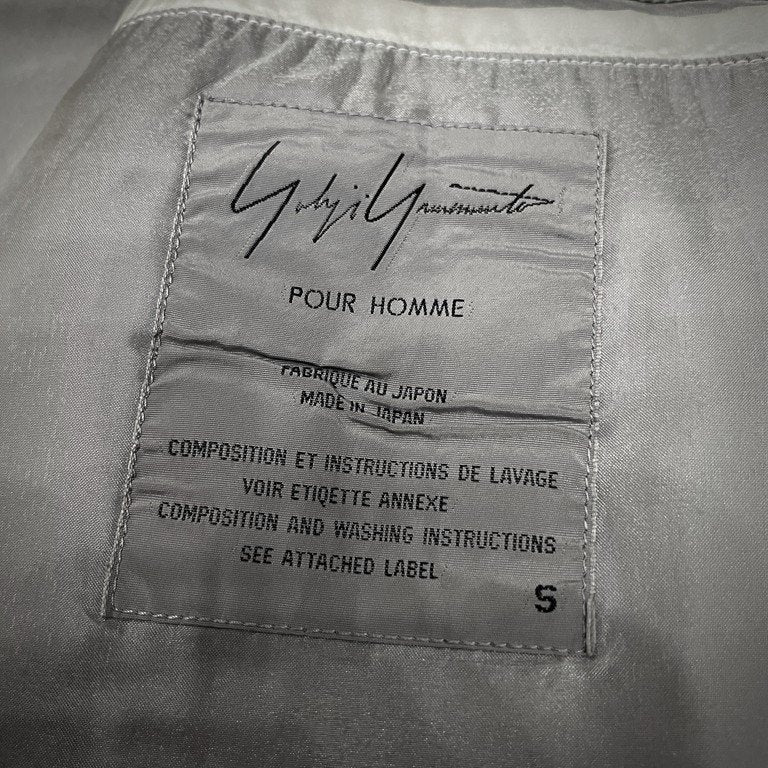 Yohji Yamamoto
POUR HOMME
FABRIQUE AU JAPON
MADE IN JAPAN
COMPOSITION ET INSTRUCTIONS DE LAVAGE
VOIR ETIQETTE ANNEXE
COMPOSITION AND WASHING INSTRUCTIONS
SEE ATTACHED LABEL
S